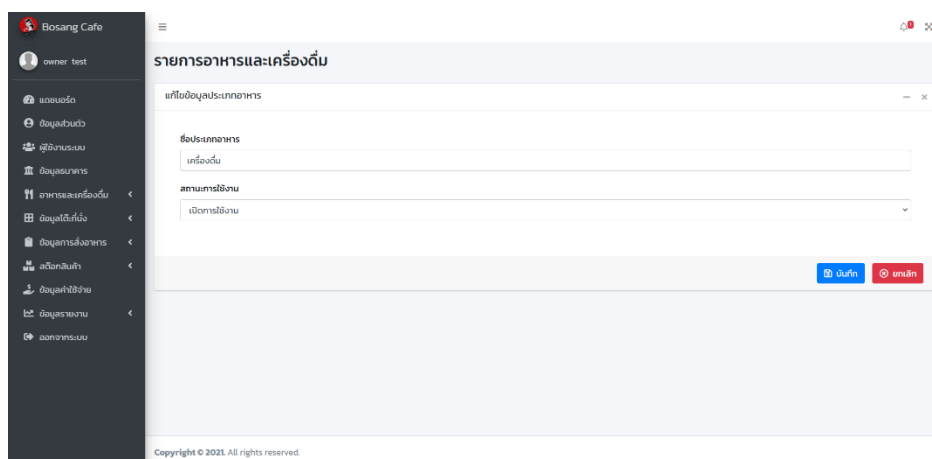 Bosang Cafe
1
owner test
รายการอาหารและเครื่องดื่ม
แก้ไขข้อมูลประเภทอาหาร
แดชบอร์ด
ข้อมูลส่วนตัว
ผู้ใช้งานระบบ
ข้อมูลธนาคาร
อาหารและเครื่องดื่ม
ข้อมูลโต๊ะที่นั่ง
ข้อมูลการสั่งอาหาร
สต๊อกสินค้า
ข้อมูลค่าใช้จ่าย
ข้อมูลรายงาน
ออกจากระบบ
ชื่อประเภทอาหาร
เครื่องดื่ม
สถานะการใช้งาน
เปิดการใช้งาน
บันทึก
ยกเลิก
Copyright © 2021. All rights reserved.